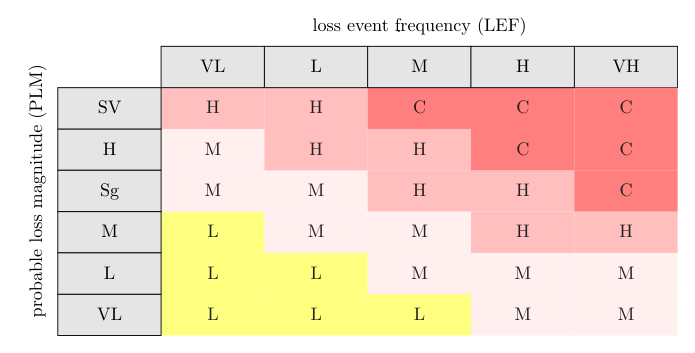 loss event frequency (LEF)
VL L M H VH
probable loss magnitude (PLM)
SV H H C C C
H M H H C C
Sg M M H H C
M L M M H H
L L L M M M
VL L L L M M